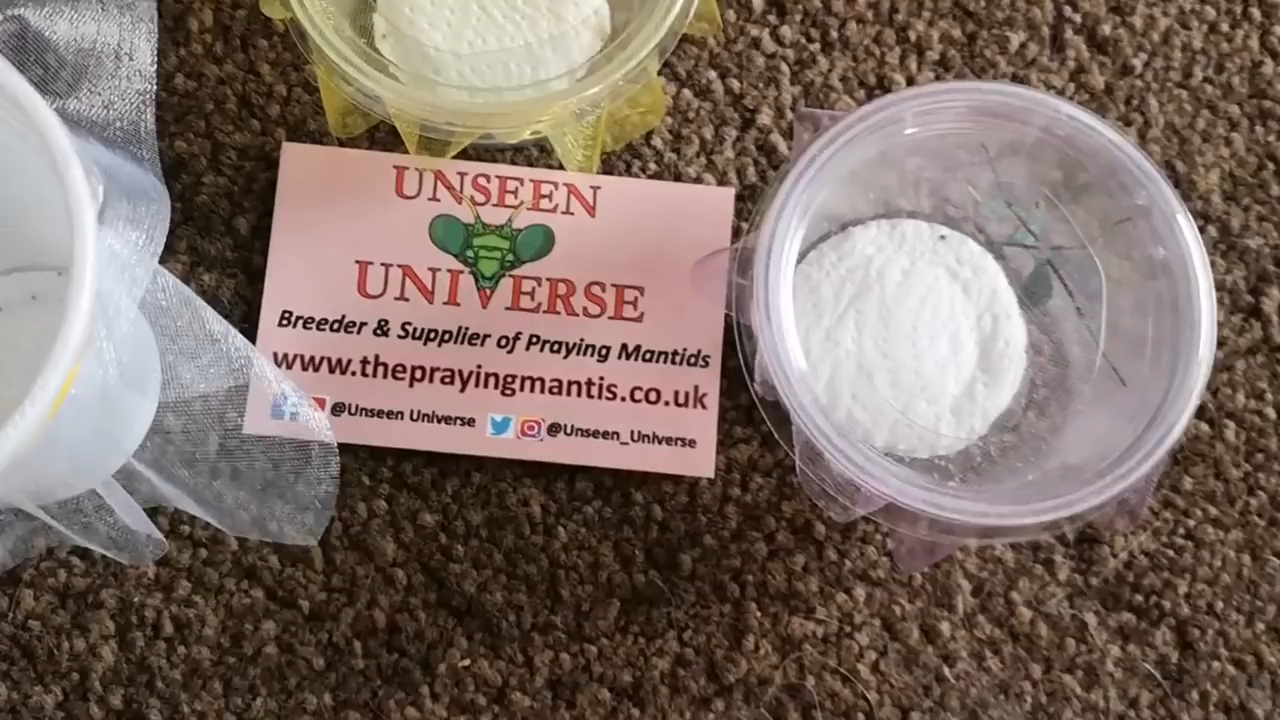 UNSEEN
UNIVERSE
Breeder & Supplier of Praying Mantids
www.theprayingmantis.co.uk
@Unseen Universe @Unseen_Universe